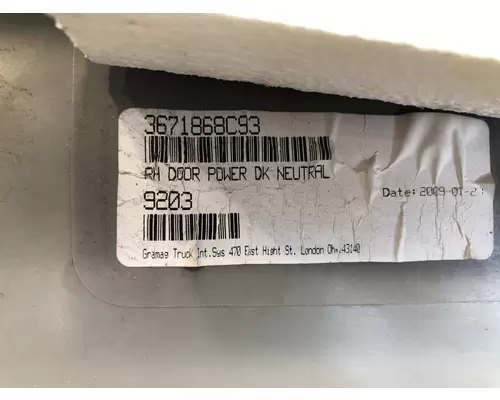 3671868C93
RH DOOR POWER DK NEUTRAL
Date: 2009-01-2
9203
Gramag Truck Int.Sys 470 East Hight St. London Oh,.43140